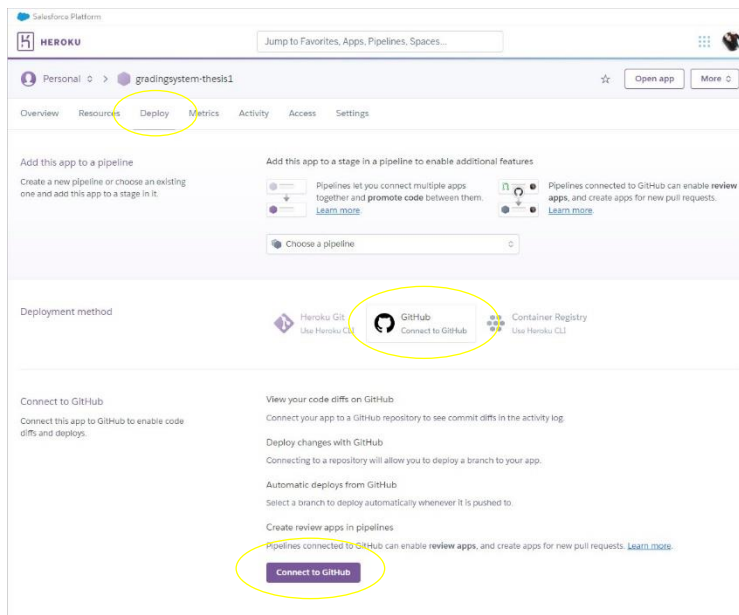 Salesforce Platform
HEROKU
Jump to Favorites, Apps, Pipelines, Spaces...
Personal
gradingsystem-thesis1
Open app
More
Overview
Resources
Deploy
Metrics
Activity
Access
Settings
Add this app to a pipeline
Create a new pipeline or choose an existing
one and add this app to a stage in it.
Add this app to a stage in a pipeline to enable additional features
Pipelines let you connect multiple apps
together and promote code between them.
Learn more.
Pipelines connected to GitHub can enable review
apps, and create apps for new pull requests.
Learn more.
Choose a pipeline
Deployment method
Heroku Git
Use Heroku CLI
GitHub
Connect to GitHub
Container Registry
Use Heroku CLI
Connect to GitHub
Connect this app to GitHub to enable code
diffs and deploys.
View your code diffs on GitHub
Connect your app to a GitHub repository to see commit diffs in the activity log.
Deploy changes with GitHub
Connecting to a repository will allow you to deploy a branch to your app.
Automatic deploys from GitHub
Select a branch to deploy automatically whenever it is pushed to.
Create review apps in pipelines
Pipelines connected to GitHub can enable review apps, and create apps for new pull requests. Learn more.
Connect to GitHub